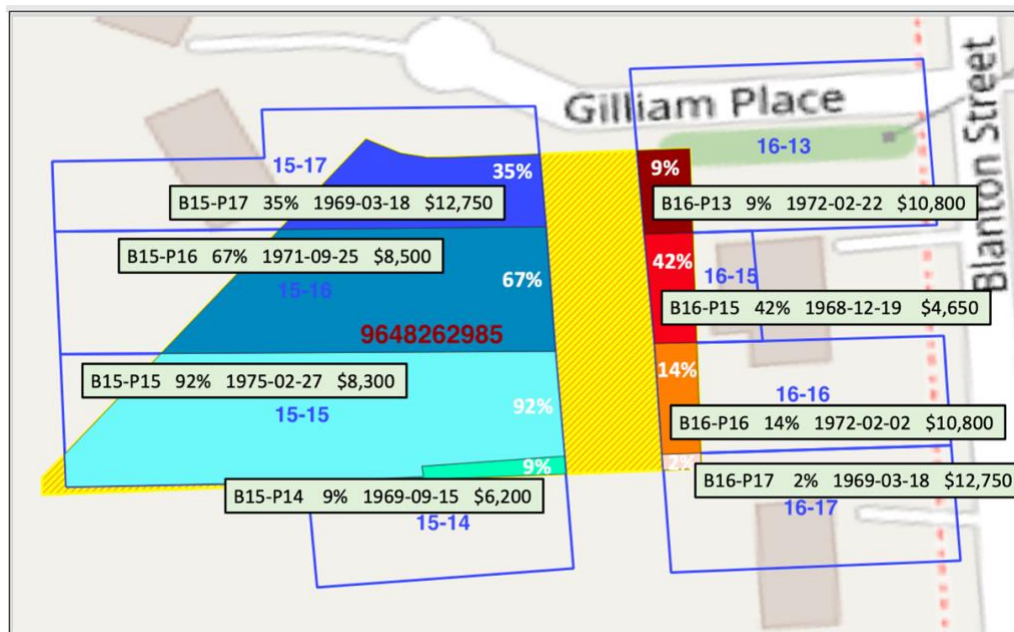 Gilliam Place
Blanton Street
15-17
35%
9%
16-13
B15-P17 35% 1969-03-18 $12,750
B16-P13 9% 1972-02-22 $10,800
B15-P16 67% 1971-09-25 $8,500
15-16
67%
42%
16-15
B16-P15 42% 1968-12-19 $4,650
9648262985
14%
B15-P15 92% 1975-02-27 $8,300
15-15
92%
16-16
B16-P16 14% 1972-02-02 $10,800
9%
2%
B15-P14 9% 1969-09-15 $6,200
15-14
B16-P17 2% 1969-03-18 $12,750
16-17